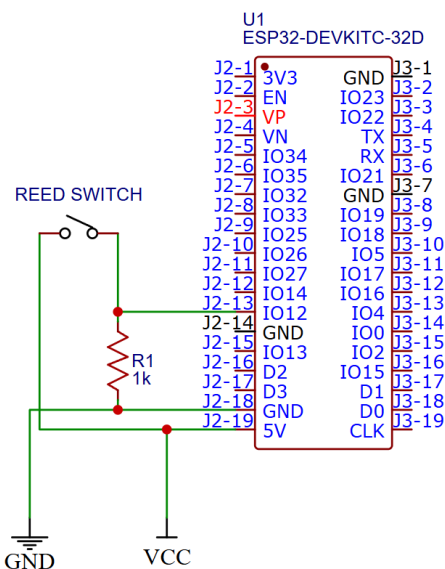 U1
ESP32-DEVKITC-32D
J2-1 3V3 GND J3-1
J2-2 EN IO23 J3-2
J2-3 VP IO22 J3-3
J2-4 VN TX J3-4
J2-5 IO34 RX J3-5
J2-6 IO35 IO21 J3-6
J2-7 IO32 GND J3-7
J2-8 IO33 IO19 J3-8
J2-9 IO25 IO18 J3-9
J2-10 IO26 IO5 J3-10
J2-11 IO27 IO17 J3-11
J2-12 IO14 IO16 J3-12
J2-13 IO12 IO4 J3-13
J2-14 GND IO0 J3-14
J2-15 IO13 IO2 J3-15
J2-16 D2 IO15 J3-16
J2-17 D3 D1 J3-17
J2-18 GND D0 J3-18
J2-19 5V CLK J3-19
REED SWITCH
R1
1k
GND
VCC